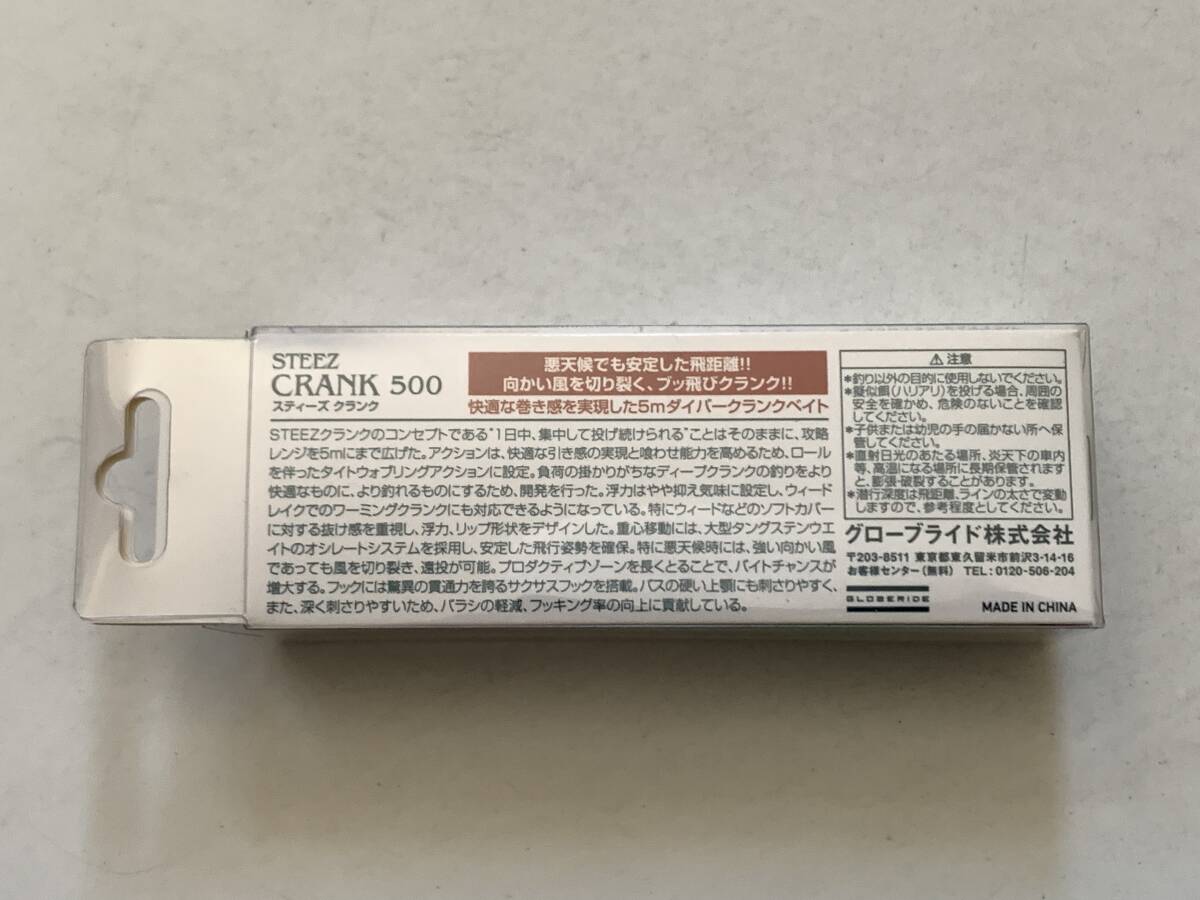 STEEZ
CRANK 500
スティーズ クランク
悪天候でも安定した飛距離!!
向かい風を切り裂く、ブッ飛びクランク!!
快適な巻き感を実現した5mダイバークランクベイト
STEEZクランクのコンセプトである"1日中、集中して投げ続けられる"ことはそのままに、攻略
レンジを5mにまで広げた。アクションは、快適な引き感の実現と喰わせ能力を高めるため、ロール
を伴ったタイトウォブリングアクションに設定。負荷の掛かりがちなディープクランクの釣りをより
快適なものに、より釣れるものにするため、開発を行った。浮力はやや抑え気味に設定し、ウィード
レイクでのワーミングクランクにも対応できるようになっている。特にウィードなどのソフトカバー
に対する抜け感を重視し、浮力、リップ形状をデザインした。重心移動には、大型タングステンウエ
イトのオシレートシステムを採用し、安定した飛行姿勢を確保。特に悪天候時には、強い向かい風
であっても風を切り裂き、遠投が可能。プロダクティブゾーンを長くとることで、バイトチャンスが
増大する。フックには驚異の貫通力を誇るサクサスフックを搭載。バスの硬い上顎にも刺さりやすく、
また、深く刺さりやすいため、バラシの軽減、フッキング率の向上に貢献している。
⚠ 注意
*釣り以外の目的に使用しないでください。
*疑似餌(ハリアリ)を投げる場合、周囲の
安全を確かめ、危険のないことを確認
してください。
*子供または幼児の手の届かない所へ保
管してください。
*直射日光のあたる場所、炎天下の車内
等、高温になる場所に長期保管されます
と、膨張・破裂することがあります。
*潜行深度は飛距離、ラインの太さで変動
しますので、参考程度としてください。
グローブライド株式会社
〒203-8511 東京都東久留米市前沢3-14-16
お客様センター(無料) TEL:0120-506-204
GLOBERIDE
MADE IN CHINA